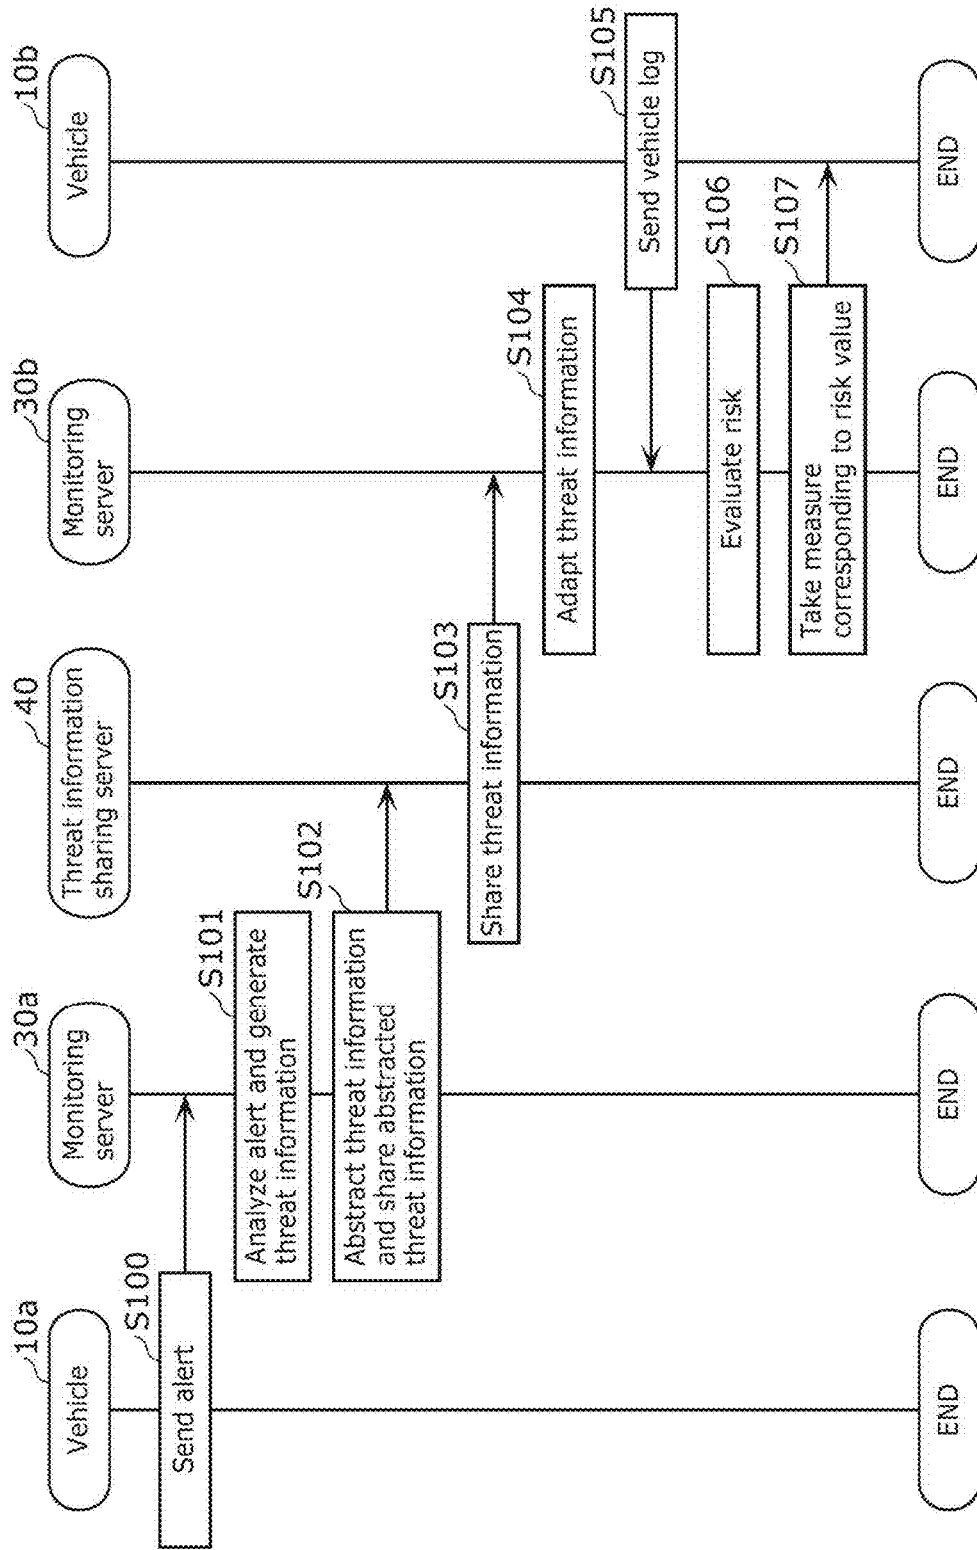 10a
Vehicle
30a
Monitoring
server
40
Threat information
sharing server
30b
Monitoring
server
10b
Vehicle
S100
Send alert
S101
Analyze alert and generate
threat information
S102
Abstract threat information
and share abstracted
threat information
S103
Share threat information
S104
Adapt threat information
S105
Send vehicle log
S106
Evaluate risk
S107
Take measure
corresponding to risk value
END
END
END
END
END